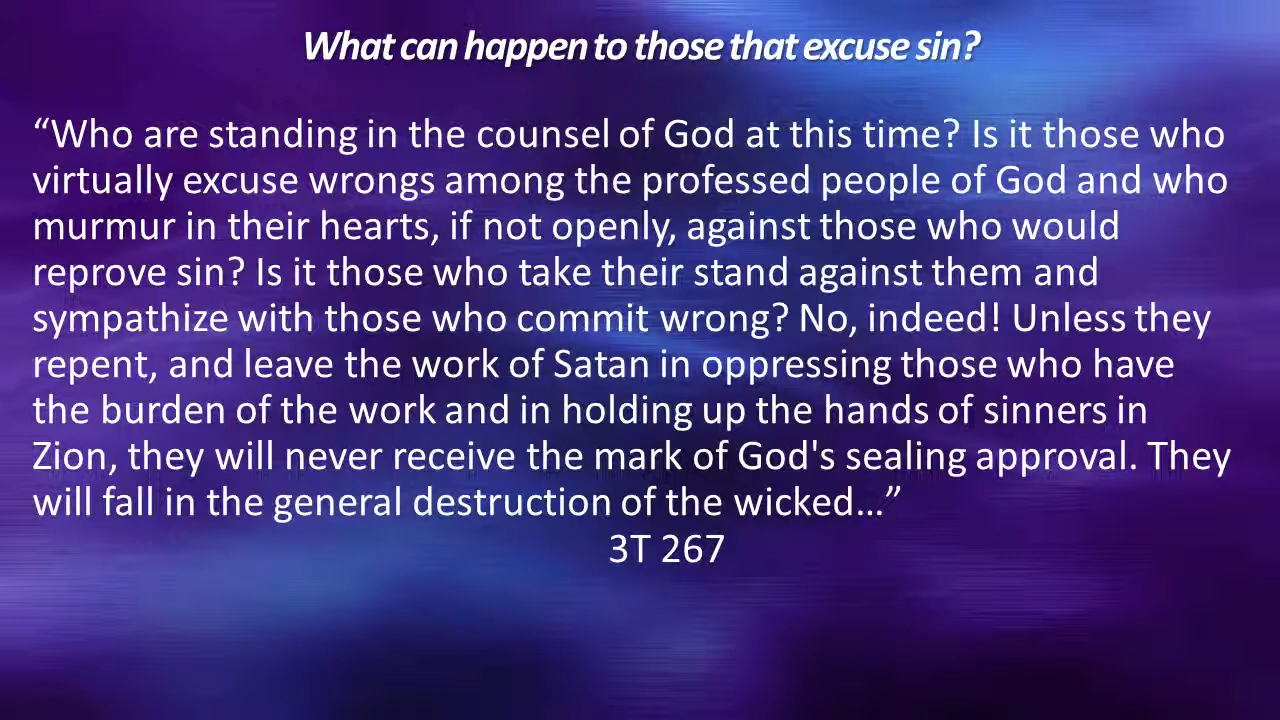 What can happen to those that excuse sin?
“Who are standing in the counsel of God at this time? Is it those who
virtually excuse wrongs among the professed people of God and who
murmur in their hearts, if not openly, against those who would
reprove sin? Is it those who take their stand against them and
sympathize with those who commit wrong? No, indeed! Unless they
repent, and leave the work of Satan in oppressing those who have
the burden of the work and in holding up the hands of sinners in
Zion, they will never receive the mark of God's sealing approval. They
will fall in the general destruction of the wicked…”
3T 267